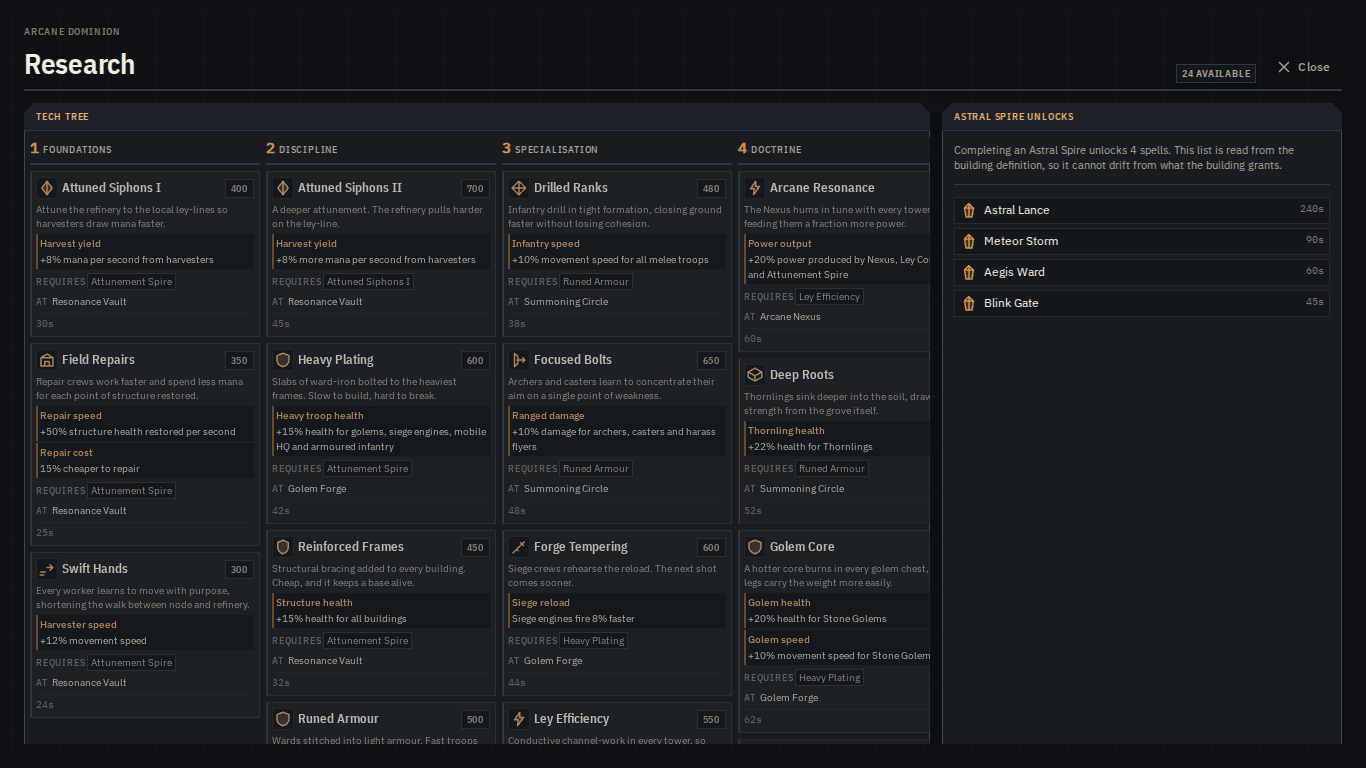 ARCANE DOMINION
Research
24 AVAILABLE
Close
TECH TREE
1 FOUNDATIONS
Attuned Siphons I
400
Attune the refinery to the local ley-lines so
harvesters draw mana faster.
Harvest yield
+8% mana per second from harvesters
REQUIRES Attunement Spire
AT Resonance Vault
30s
Field Repairs
350
Repair crews work faster and spend less mana
for each point of structure restored.
Repair speed
+50% structure health restored per second
Repair cost
15% cheaper to repair
REQUIRES Attunement Spire
AT Resonance Vault
25s
Swift Hands
300
Every worker learns to move with purpose,
shortening the walk between node and refinery.
Harvester speed
+12% movement speed
REQUIRES Attunement Spire
AT Resonance Vault
24s
2 DISCIPLINE
Attuned Siphons II
700
A deeper attunement. The refinery pulls harder
on the ley-line.
Harvest yield
+8% more mana per second from harvesters
REQUIRES Attuned Siphons I
AT Resonance Vault
45s
Heavy Plating
600
Slabs of ward-iron bolted to the heaviest
frames. Slow to build, hard to break.
Heavy troop health
+15% health for golems, siege engines, mobile
HQ and armoured infantry
REQUIRES Attunement Spire
AT Golem Forge
42s
Reinforced Frames
450
Structural bracing added to every building.
Cheap, and it keeps a base alive.
Structure health
+15% health for all buildings
REQUIRES Attunement Spire
AT Resonance Vault
32s
Runed Armour
500
Wards stitched into light armour. Fast troops
3 SPECIALISATION
Drilled Ranks
480
Infantry drill in tight formation, closing ground
faster without losing cohesion.
Infantry speed
+10% movement speed for all melee troops
REQUIRES Runed Armour
AT Summoning Circle
38s
Focused Bolts
650
Archers and casters learn to concentrate their
aim on a single point of weakness.
Ranged damage
+10% damage for archers, casters and harass
flyers
REQUIRES Runed Armour
AT Summoning Circle
48s
Forge Tempering
600
Siege crews rehearse the reload. The next shot
comes sooner.
Siege reload
Siege engines fire 8% faster
REQUIRES Heavy Plating
AT Golem Forge
44s
Ley Efficiency
550
Conductive channel-work in every tower, so
4 DOCTRINE
Arcane Resonance
The Nexus hums in tune with every tower
feeding them a fraction more power.
Power output
+20% power produced by Nexus, Ley Co
and Attunement Spire
REQUIRES Ley Efficiency
AT Arcane Nexus
60s
Deep Roots
Thornlings sink deeper into the soil, draw
strength from the grove itself.
Thornling health
+22% health for Thornlings
REQUIRES Runed Armour
AT Summoning Circle
52s
Golem Core
A hotter core burns in every golem chest,
legs carry the weight more easily.
Golem health
+20% health for Stone Golems
Golem speed
+10% movement speed for Stone Golem
REQUIRES Heavy Plating
AT Golem Forge
62s
ASTRAL SPIRE UNLOCKS
Completing an Astral Spire unlocks 4 spells. This list is read from the
building definition, so it cannot drift from what the building grants.
Astral Lance
240s
Meteor Storm
90s
Aegis Ward
60s
Blink Gate
45s